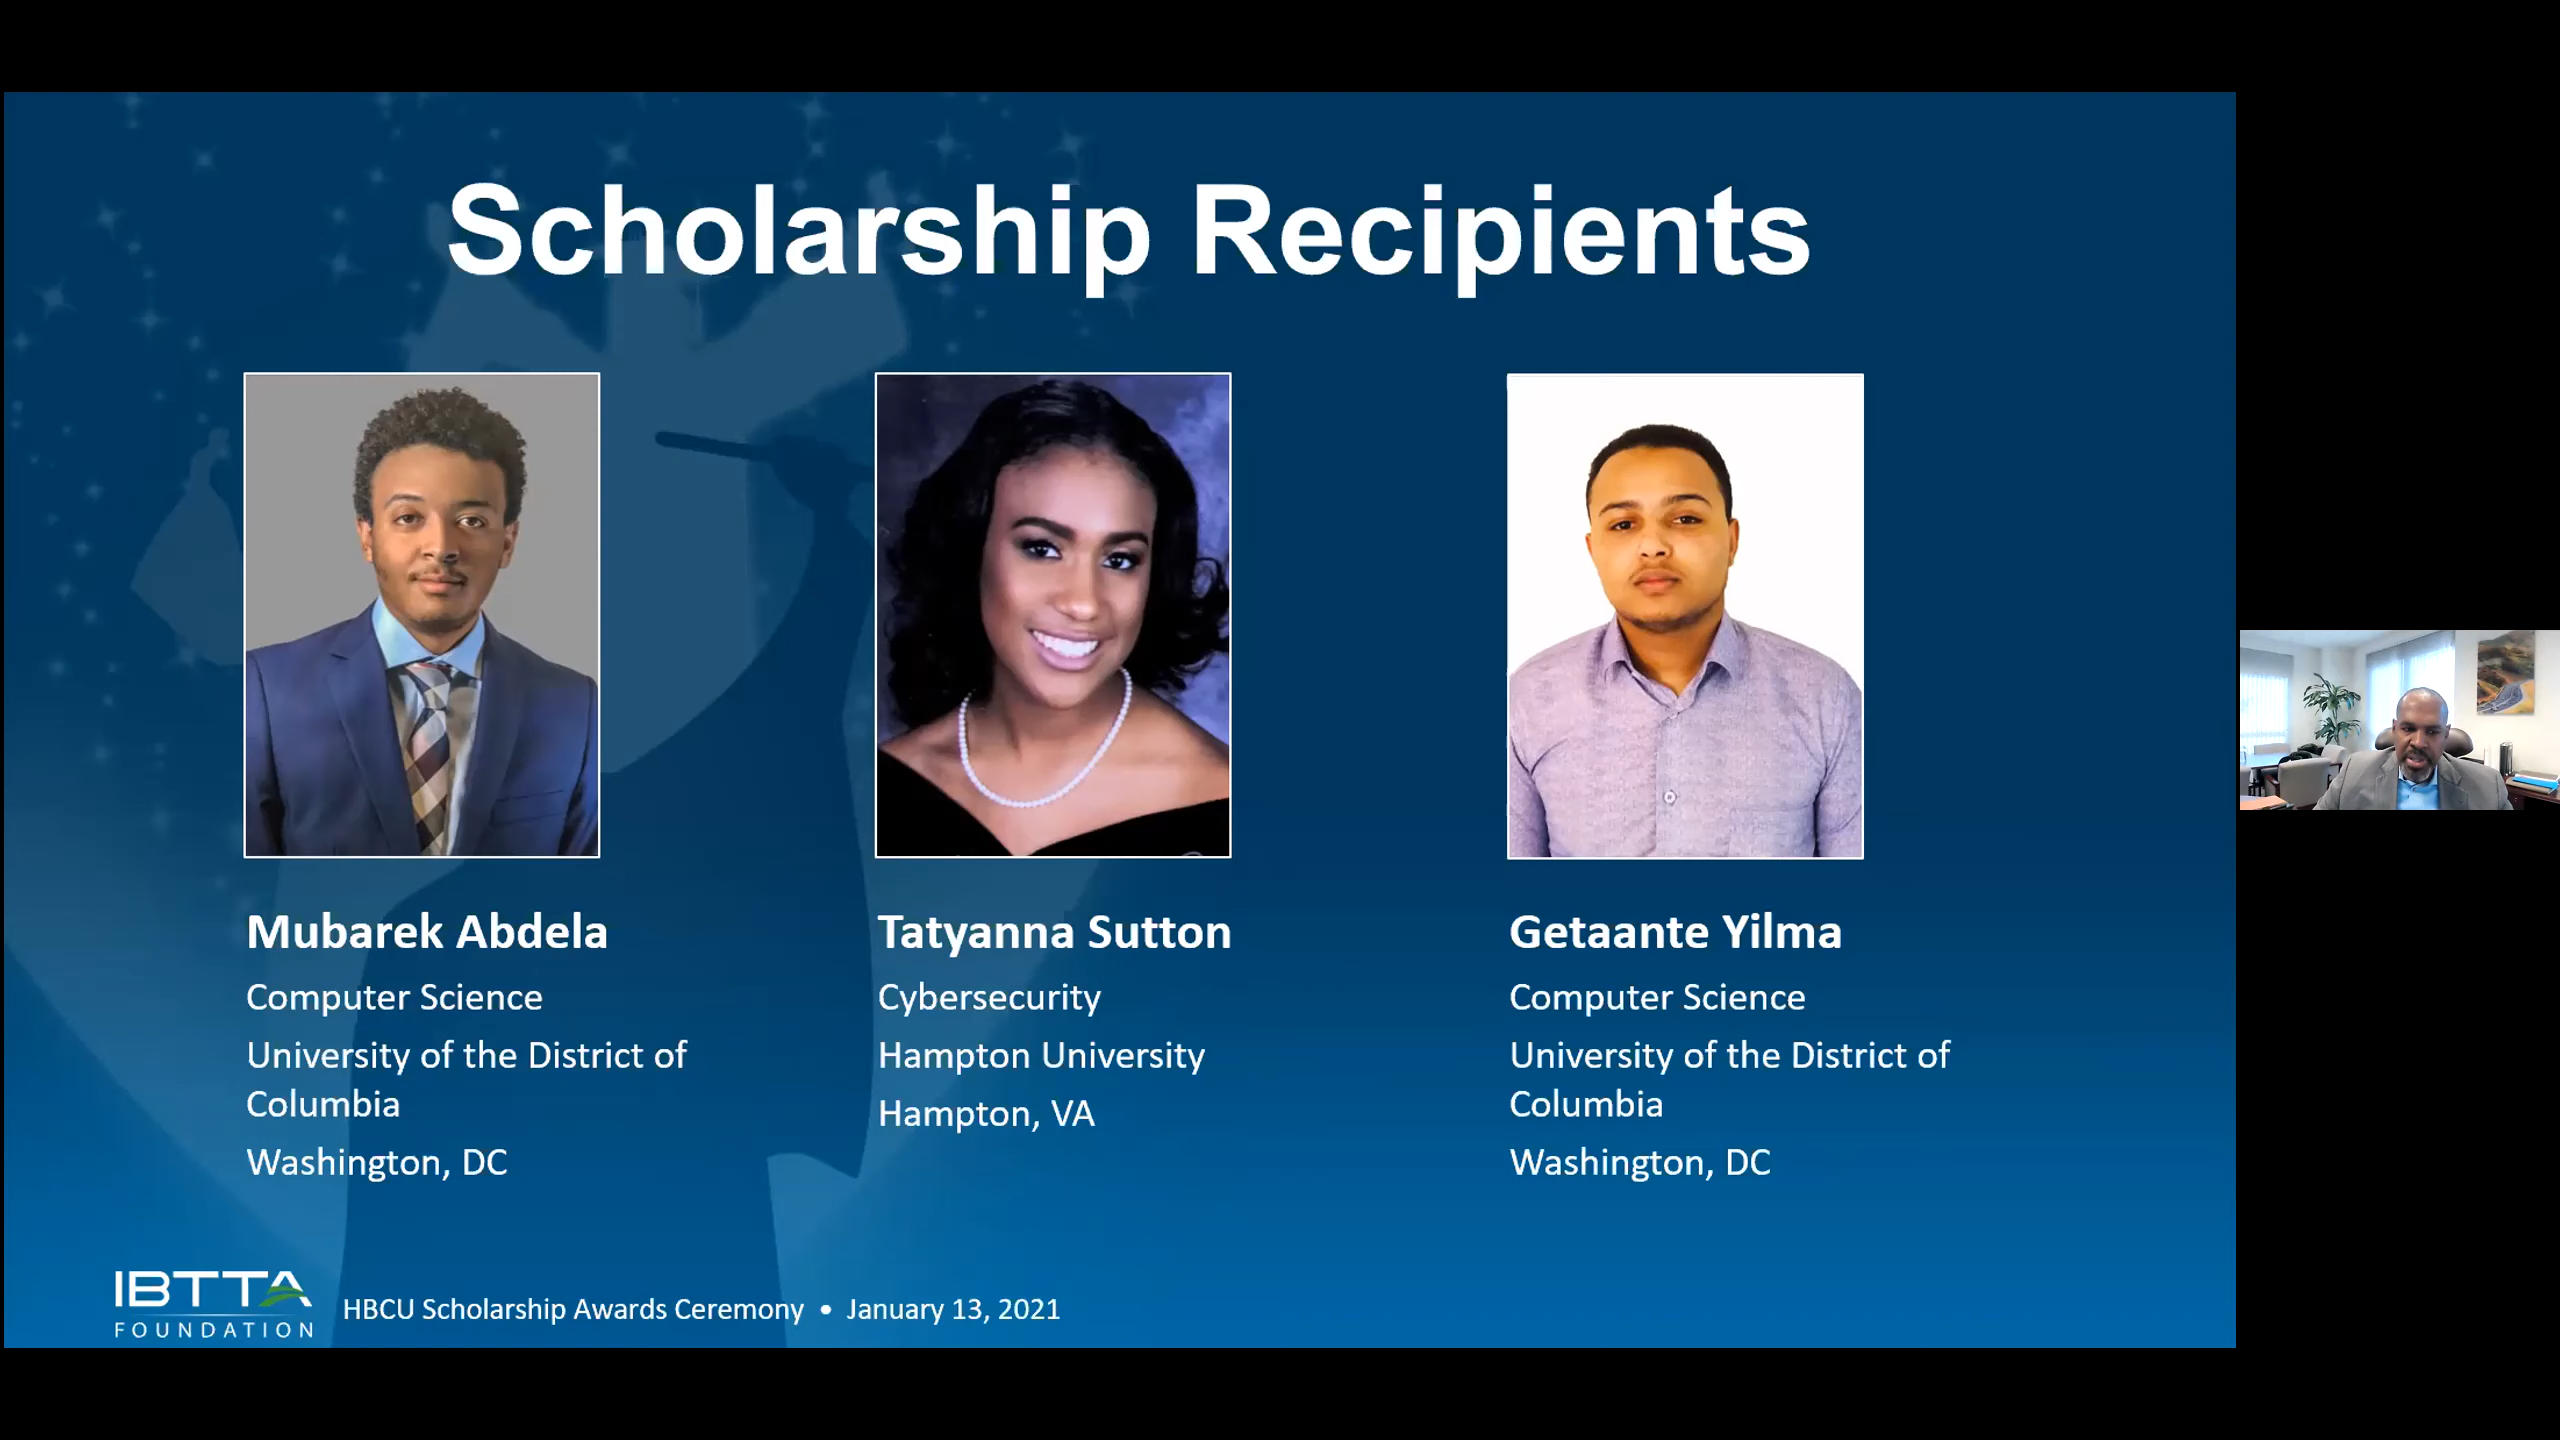 Scholarship Recipients
Mubarek Abdela
Computer Science
University of the District of
Columbia
Washington, DC
Tatyanna Sutton
Cybersecurity
Hampton University
Hampton, VA
Getaante Yilma
Computer Science
University of the District of
Columbia
Washington, DC
IBTTA
FOUNDATION
HBCU Scholarship Awards Ceremony • January 13, 2021